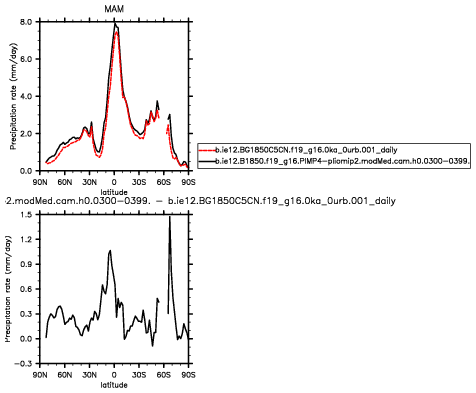 MAM
8.0
6.0
4.0
2.0
0.0
Precipitation rate (mm/day)
90N 60N 30N 0 30S 60S 90S
latitude
b.ie12.BG1850C5CN.f19_g16.0ka_0urb.001_daily
b.ie12.B1850.f19_g16.PlMIP4-pliomip2.modMed.cam.h0.0300-0399.
.2.modMed.cam.h0.0300-0399. - b.ie12.BG1850C5CN.f19_g16.0ka_0urb.001_daily
1.5
1.2
0.9
0.6
0.3
0.0
-0.3
Precipitation rate (mm/day)
90N 60N 30N 0 30S 60S 90S
latitude